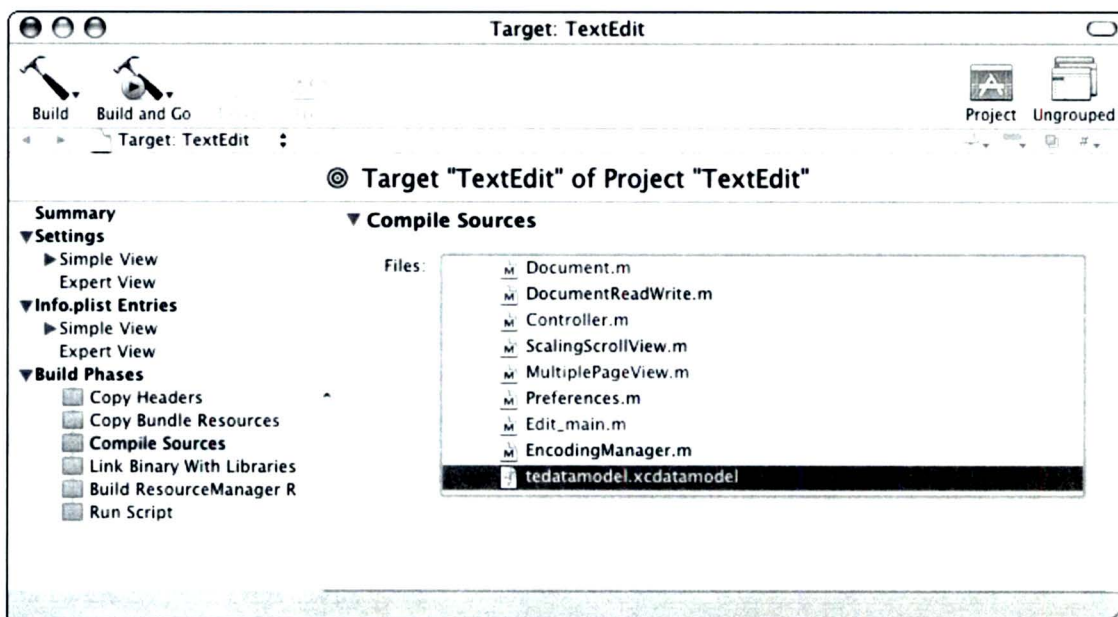 Target: TextEdit
Build
Build and Go
Project
Ungrouped
Target: TextEdit
Target "TextEdit" of Project "TextEdit"
Summary
Settings
Simple View
Expert View
Info.plist Entries
Simple View
Expert View
Build Phases
Copy Headers
Copy Bundle Resources
Compile Sources
Link Binary With Libraries
Build ResourceManager R
Run Script
Compile Sources
Files:
Document.m
DocumentReadWrite.m
Controller.m
ScalingScrollView.m
MultiplePageView.m
Preferences.m
Edit_main.m
EncodingManager.m
tedatamodel.xcdatamodel